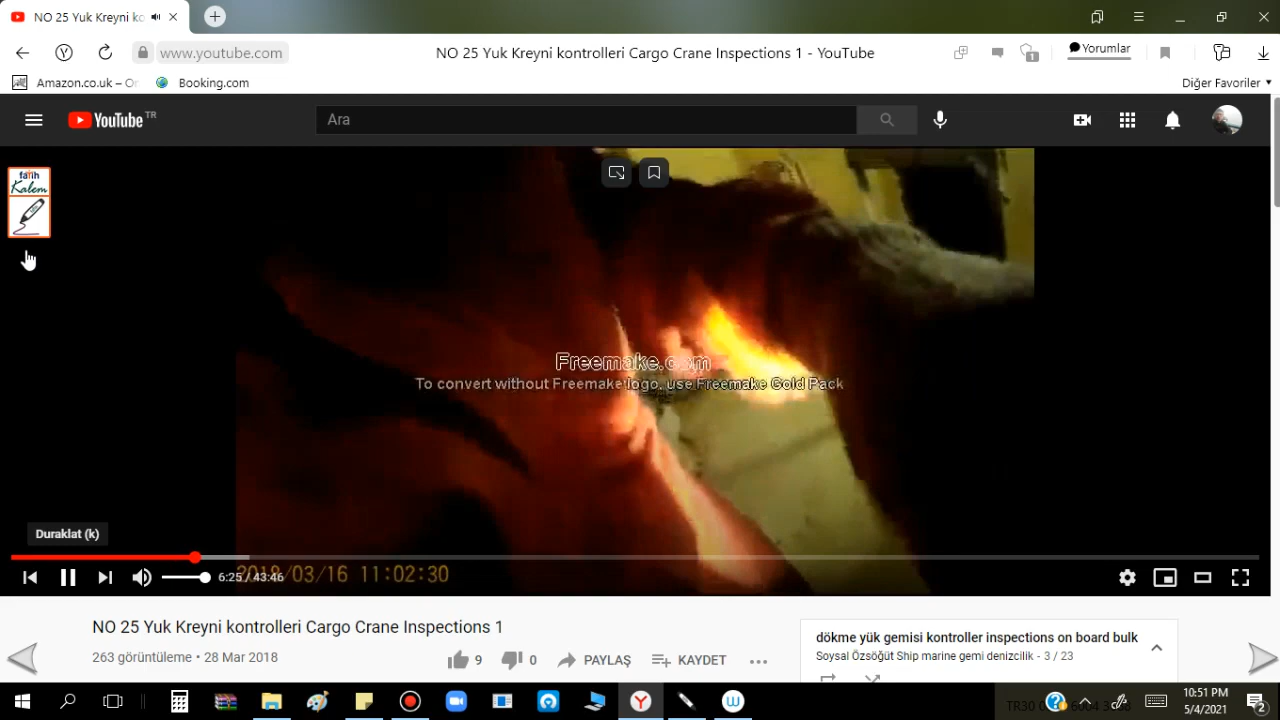 NO 25 Yuk Kreyni ko
www.youtube.com
NO 25 Yuk Kreyni kontrolleri Cargo Crane Inspections 1 - YouTube
1
Yorumlar
Amazon.co.uk – O
Booking.com
Diğer Favoriler
YouTube TR
Ara
fatih
Kalem
Freemake.com
To convert without Freemake logo, use Freemake Gold Pack
Duraklat (k)
2018/03/16 11:02:30
6:25 / 43:46
NO 25 Yuk Kreyni kontrolleri Cargo Crane Inspections 1
263 görüntüleme • 28 Mar 2018
9
0
PAYLAŞ
KAYDET
dökme yük gemisi kontroller inspections on board bulk
Soysal Özsöğüt Ship marine gemi denizcilik - 3 / 23
10:51 PM
5/4/2021
2